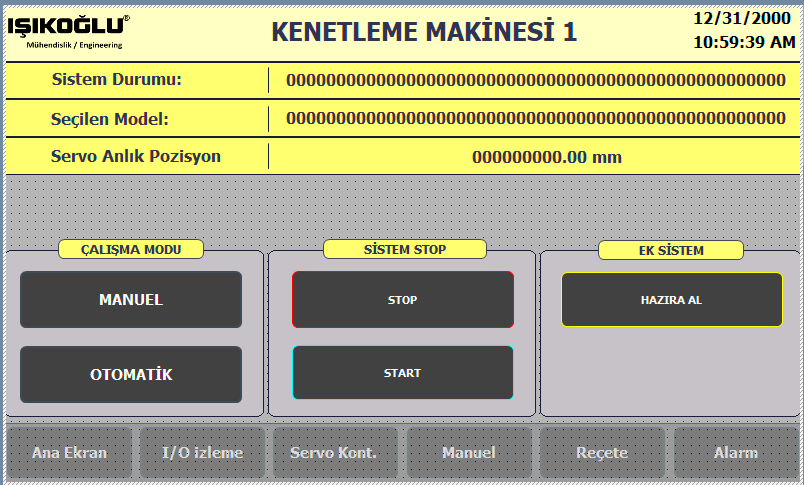 IŞIKOĞLU®
Mühendislik / Engineering
KENETLEME MAKİNESİ 1
12/31/2000
10:59:39 AM
Sistem Durumu: 00000000000000000000000000000000000000000000000000
Seçilen Model: 00000000000000000000000000000000000000000000000000
Servo Anlık Pozisyon 000000000.00 mm
ÇALIŞMA MODU
MANUEL
OTOMATİK
SİSTEM STOP
STOP
START
EK SİSTEM
HAZIRA AL
Ana Ekran
I/O izleme
Servo Kont.
Manuel
Reçete
Alarm